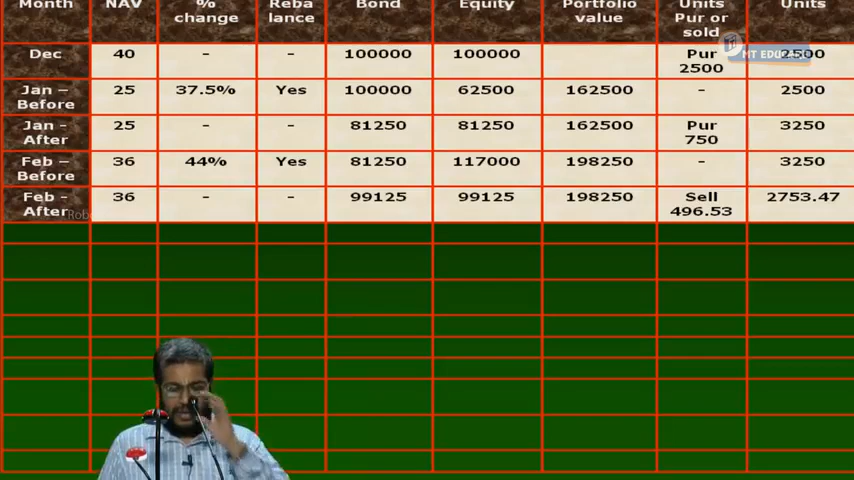 Month NAV % change Reba lance Bond Equity Portfolio value Units Pur or sold Units
Dec 40 - - 100000 100000 Pur 2500 2500
Jan – Before 25 37.5% Yes 100000 62500 162500 - 2500
Jan - After 25 - - 81250 81250 162500 Pur 750 3250
Feb – Before 36 44% Yes 81250 117000 198250 - 3250
Feb - After 36 - - 99125 99125 198250 Sell 496.53 2753.47